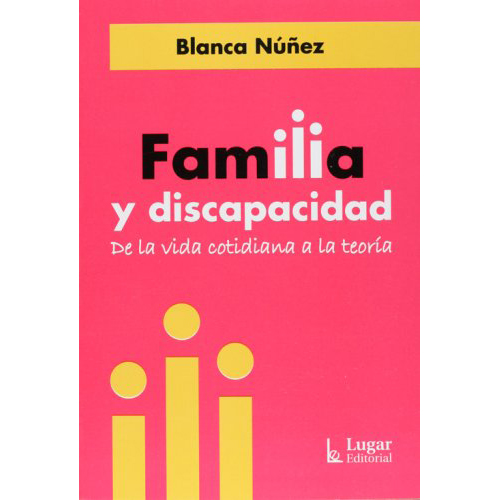 Blanca Núñez
Familia
y discapacidad
De la vida cotidiana a la teoría
Lugar
Editorial